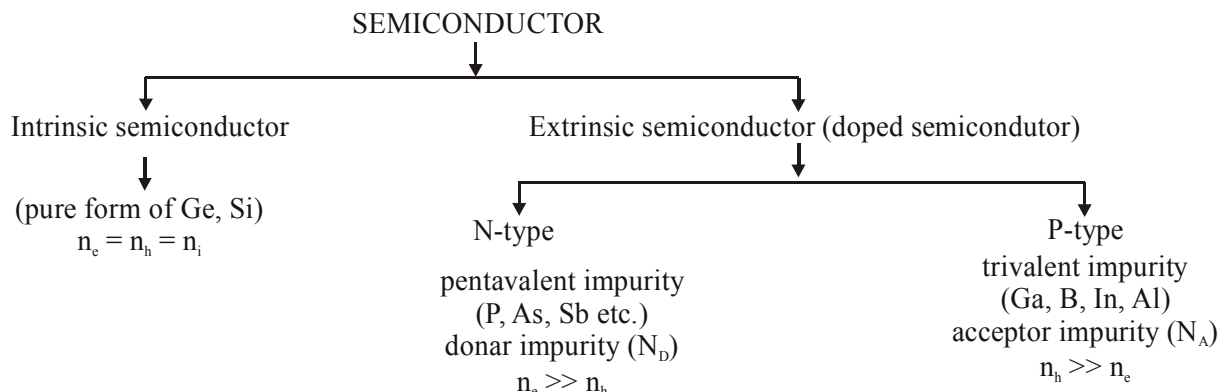 SEMICONDUCTOR
Intrinsic semiconductor
Extrinsic semiconductor (doped semicondutor)
(pure form of Ge, Si)
nₑ = nₕ = nᵢ
N-type
pentavalent impurity
(P, As, Sb etc.)
donar impurity (N_D)
nₑ >> nₕ
P-type
trivalent impurity
(Ga, B, In, Al)
acceptor impurity (N_A)
nₕ >> nₑ